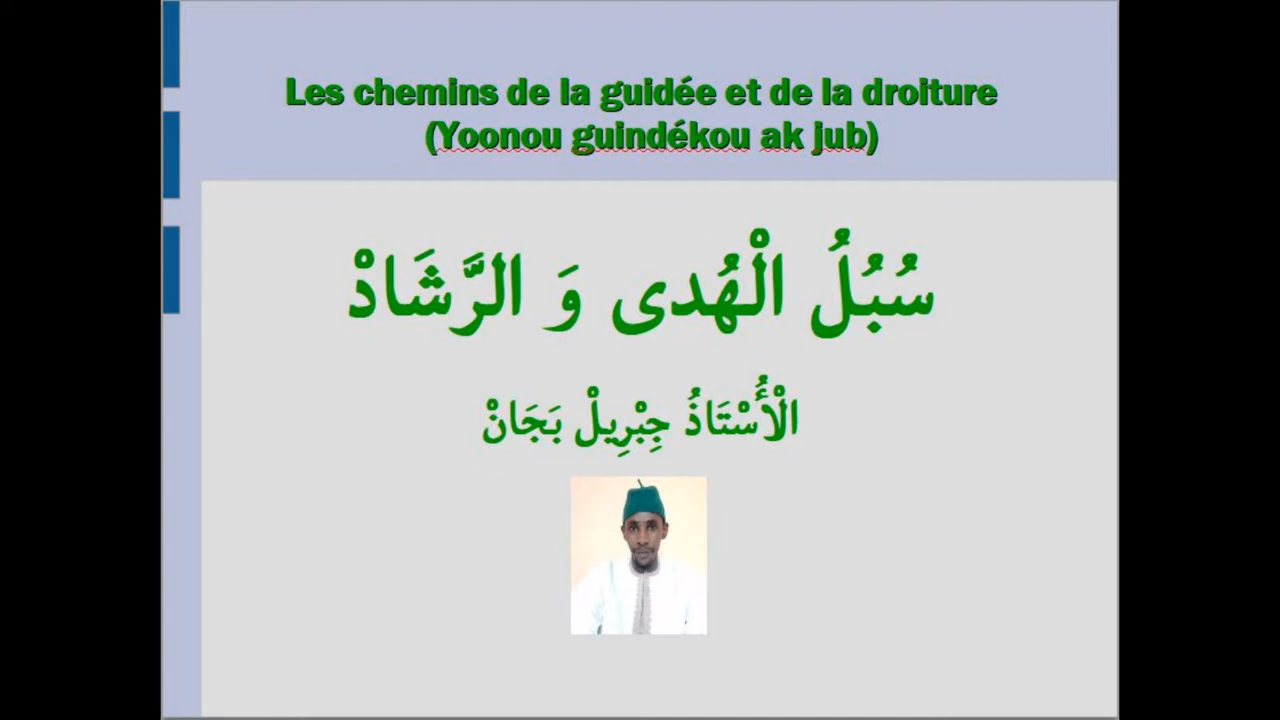 Les chemins de la guidée et de la droiture
(Yoonou guindékou ak jub)
سُبُلُ الْهُدى وَ الرَّشَادْ
الْأُسْتَاذُ جِبْرِيلْ بَجَانْ